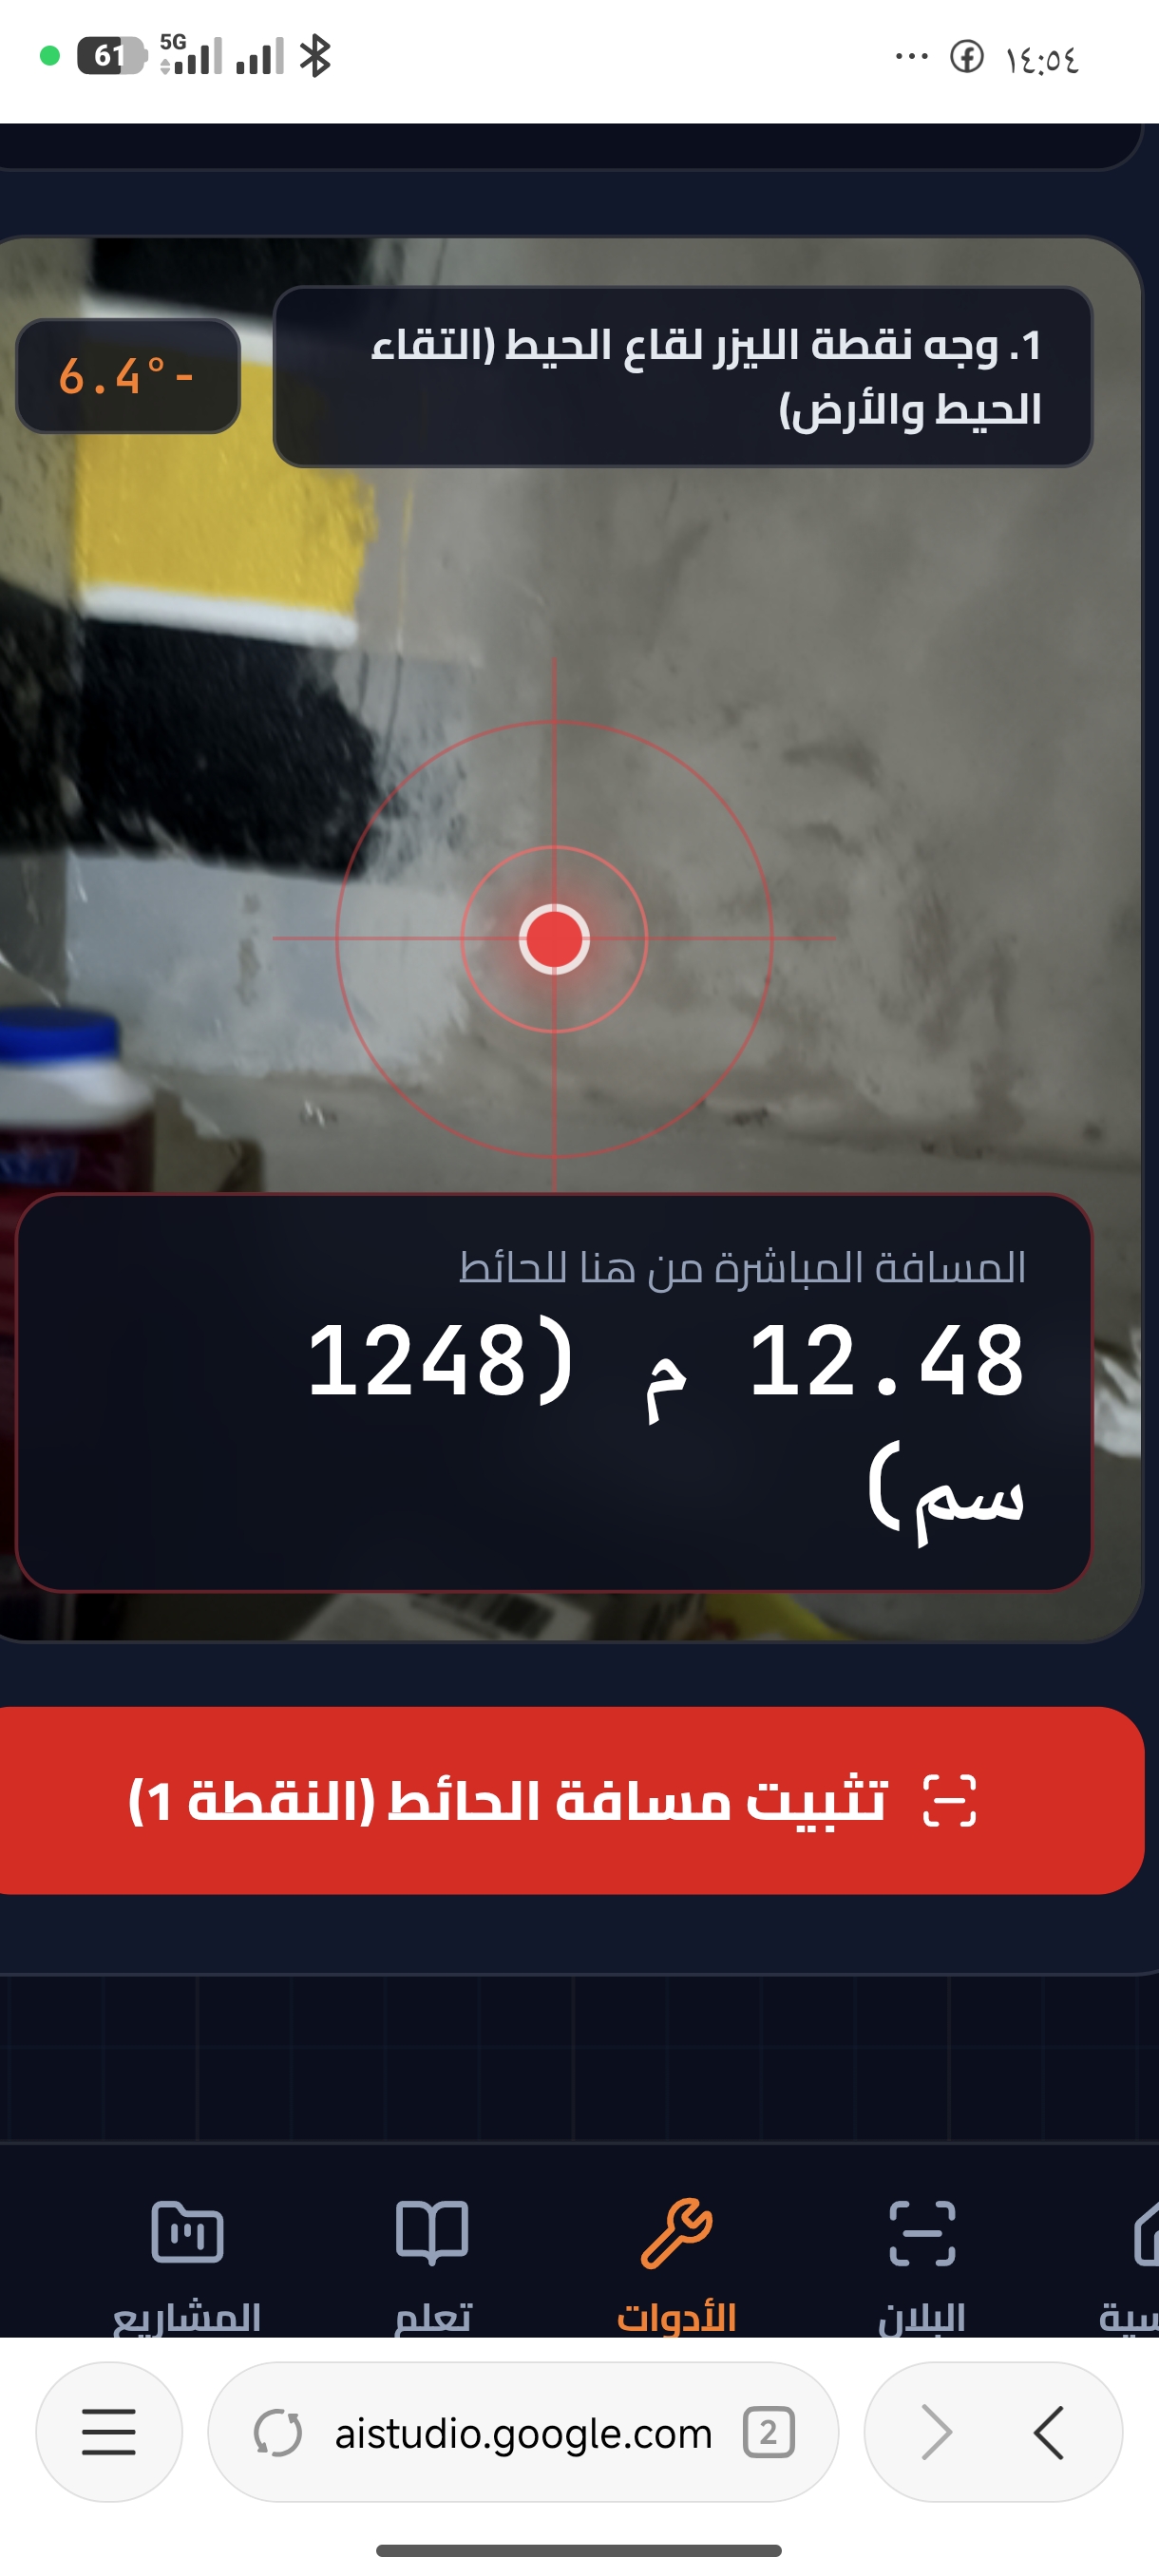 ١٤:٥٤
5G
61
1. وجه نقطة الليزر لقاع الحيط (التقاء
الحيط والأرض)
6.4°-
المسافة المباشرة من هنا للحائط
12.48 م (1248
سم)
تثبيت مسافة الحائط (النقطة 1)
البلان
الأدوات
تعلم
المشاريع
aistudio.google.com
2